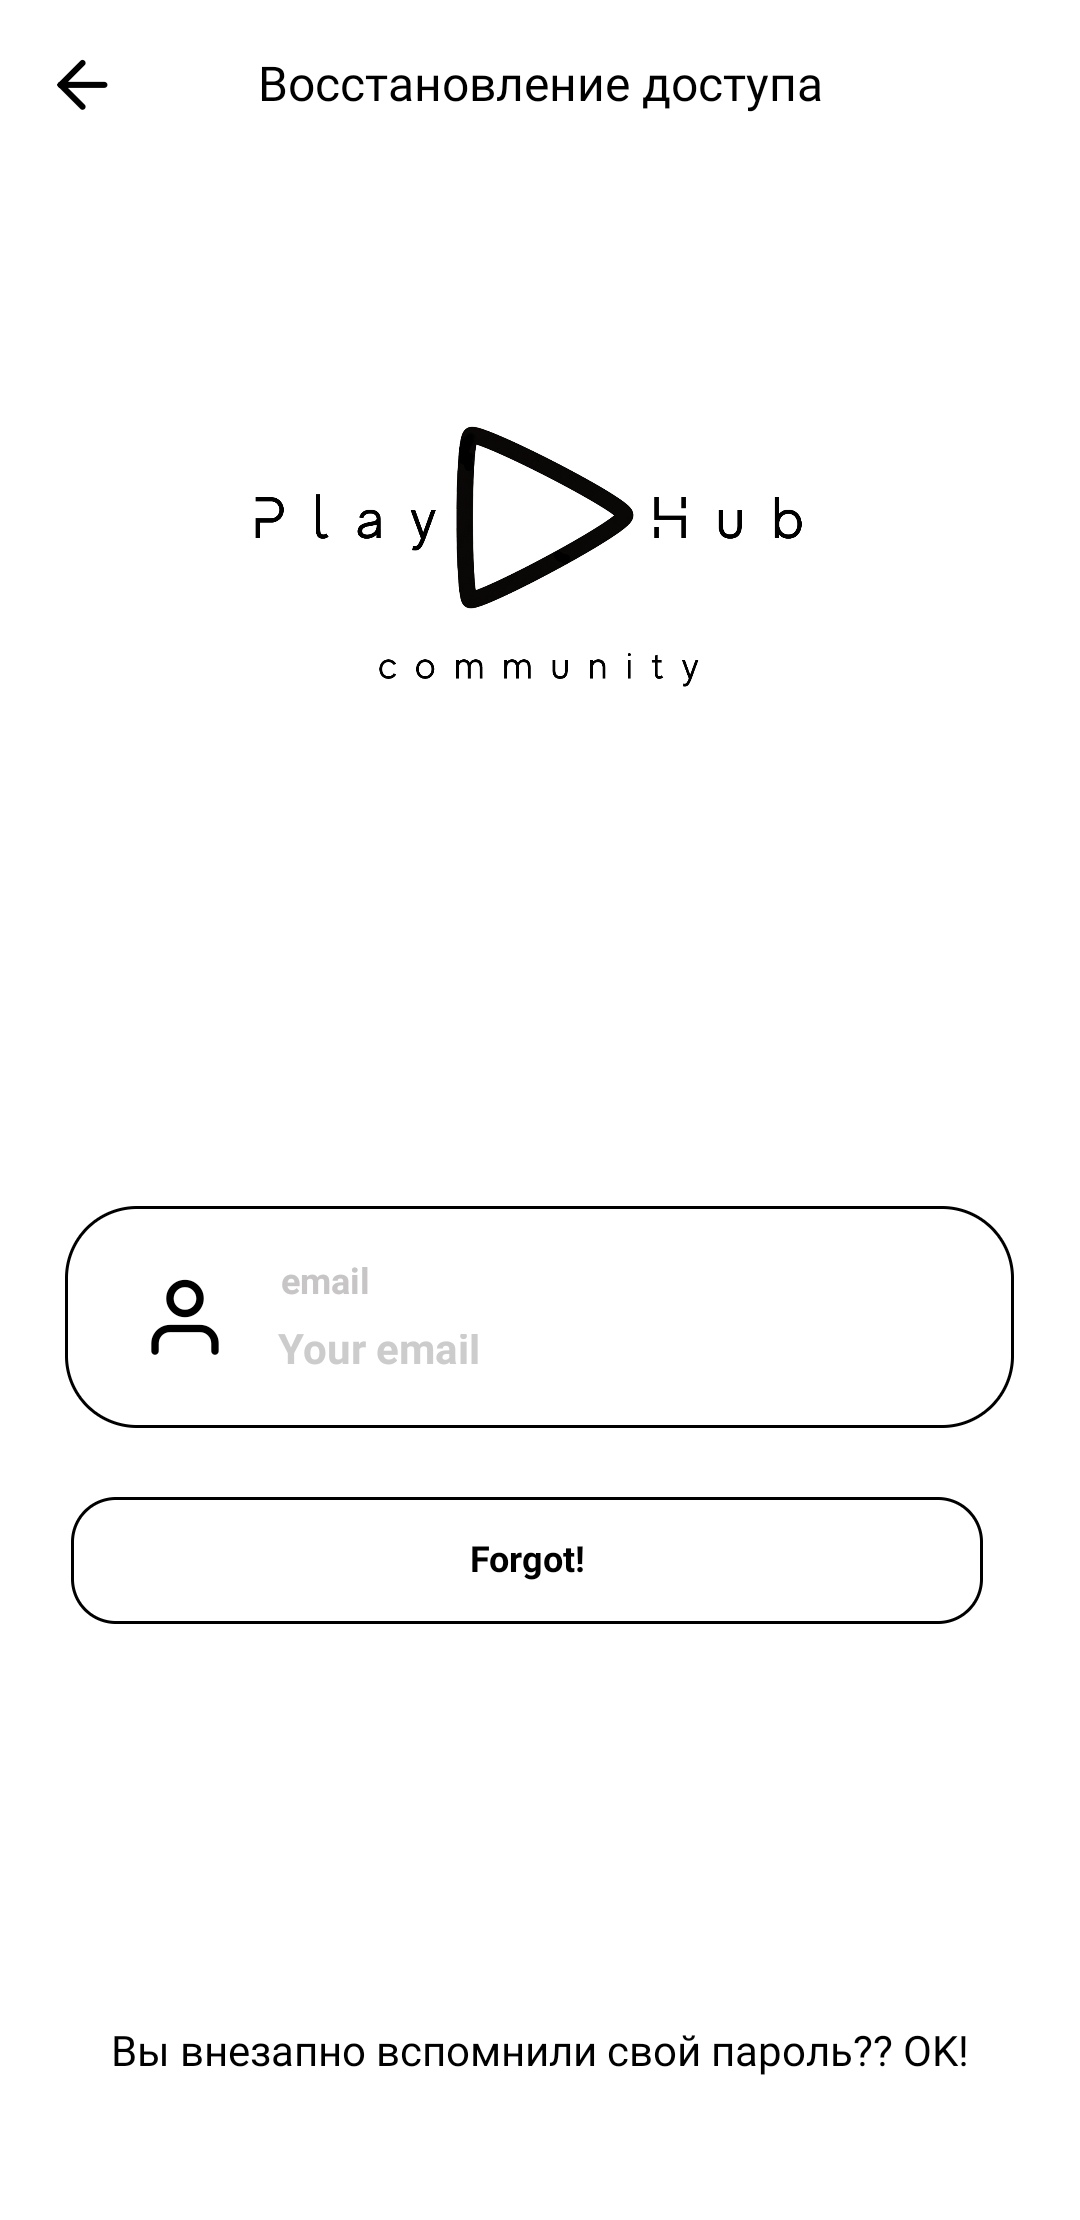 Восстановление доступа
Play Hub
community
email
Your email
Forgot!
Вы внезапно вспомнили свой пароль?? OK!